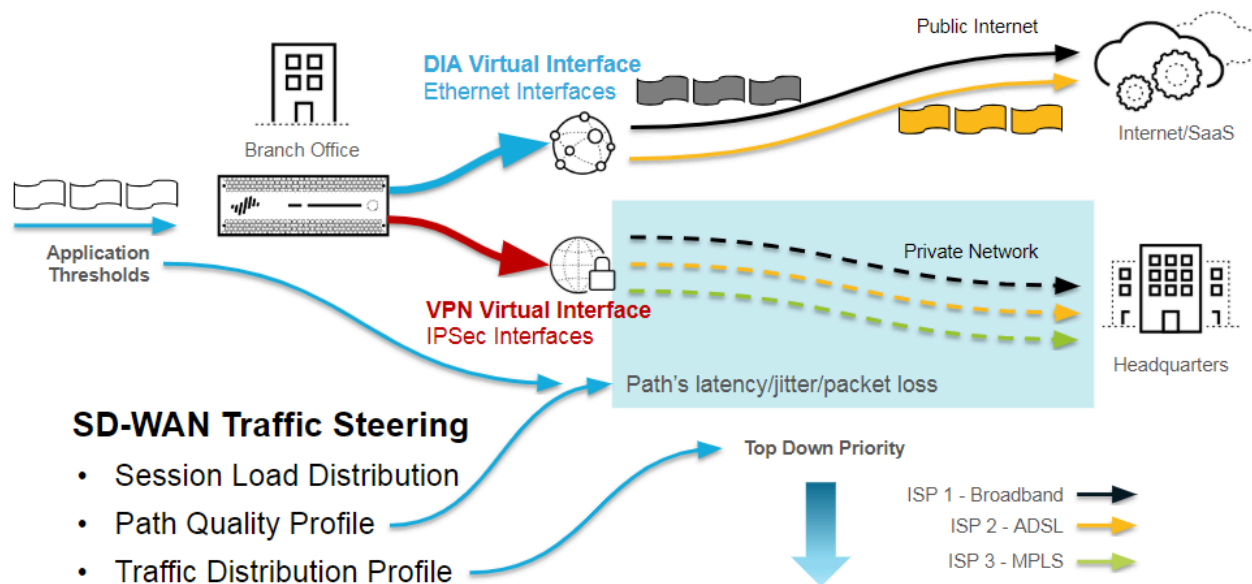 Public Internet
DIA Virtual Interface
Ethernet Interfaces
Branch Office
Internet/SaaS
Application
Thresholds
Private Network
VPN Virtual Interface
IPSec Interfaces
Headquarters
Path's latency/jitter/packet loss
SD-WAN Traffic Steering
• Session Load Distribution
• Path Quality Profile
• Traffic Distribution Profile
Top Down Priority
ISP 1 - Broadband
ISP 2 - ADSL
ISP 3 - MPLS